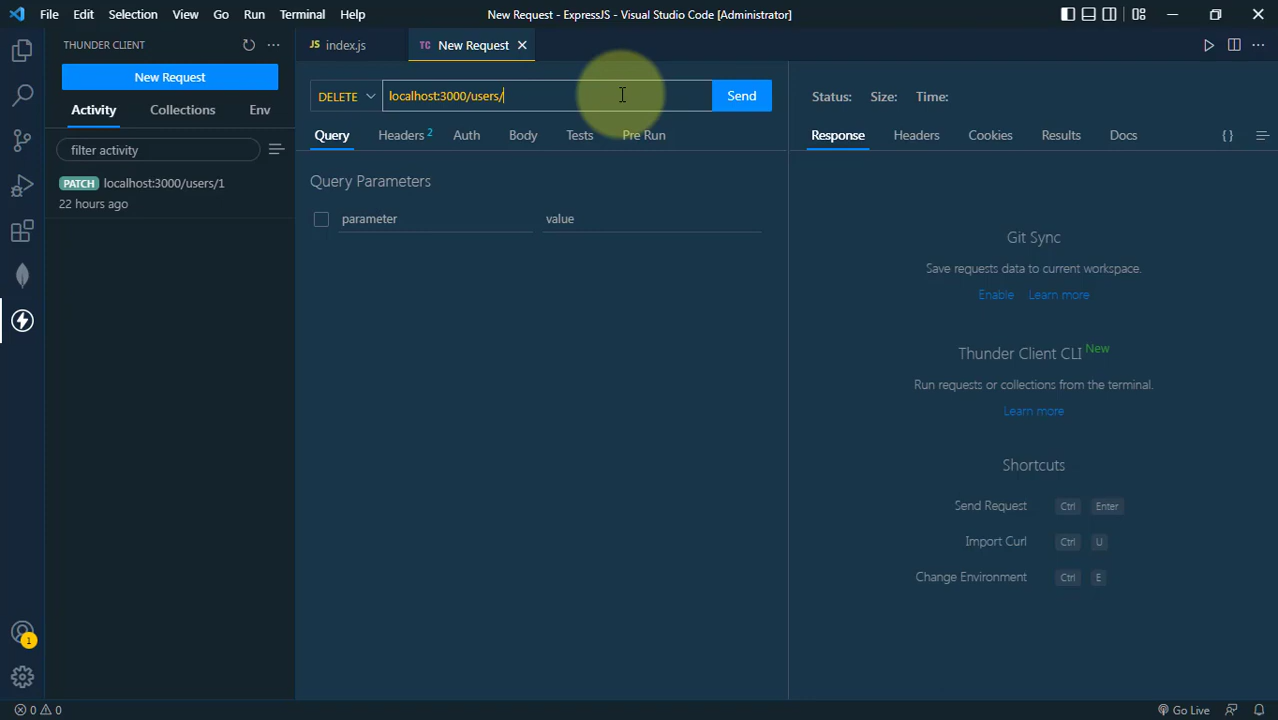 File Edit Selection View Go Run Terminal Help New Request - ExpressJS - Visual Studio Code [Administrator]
THUNDER CLIENT
New Request
Activity Collections Env
filter activity
PATCH localhost:3000/users/1
22 hours ago
JS index.js TC New Request
DELETE localhost:3000/users/ Send
Query Headers 2 Auth Body Tests Pre Run
Query Parameters
parameter value
Status: Size: Time:
Response Headers Cookies Results Docs { }
Git Sync
Save requests data to current workspace.
Enable Learn more
Thunder Client CLI New
Run requests or collections from the terminal.
Learn more
Shortcuts
Send Request Ctrl Enter
Import Curl Ctrl U
Change Environment Ctrl E
1
0 0 Go Live